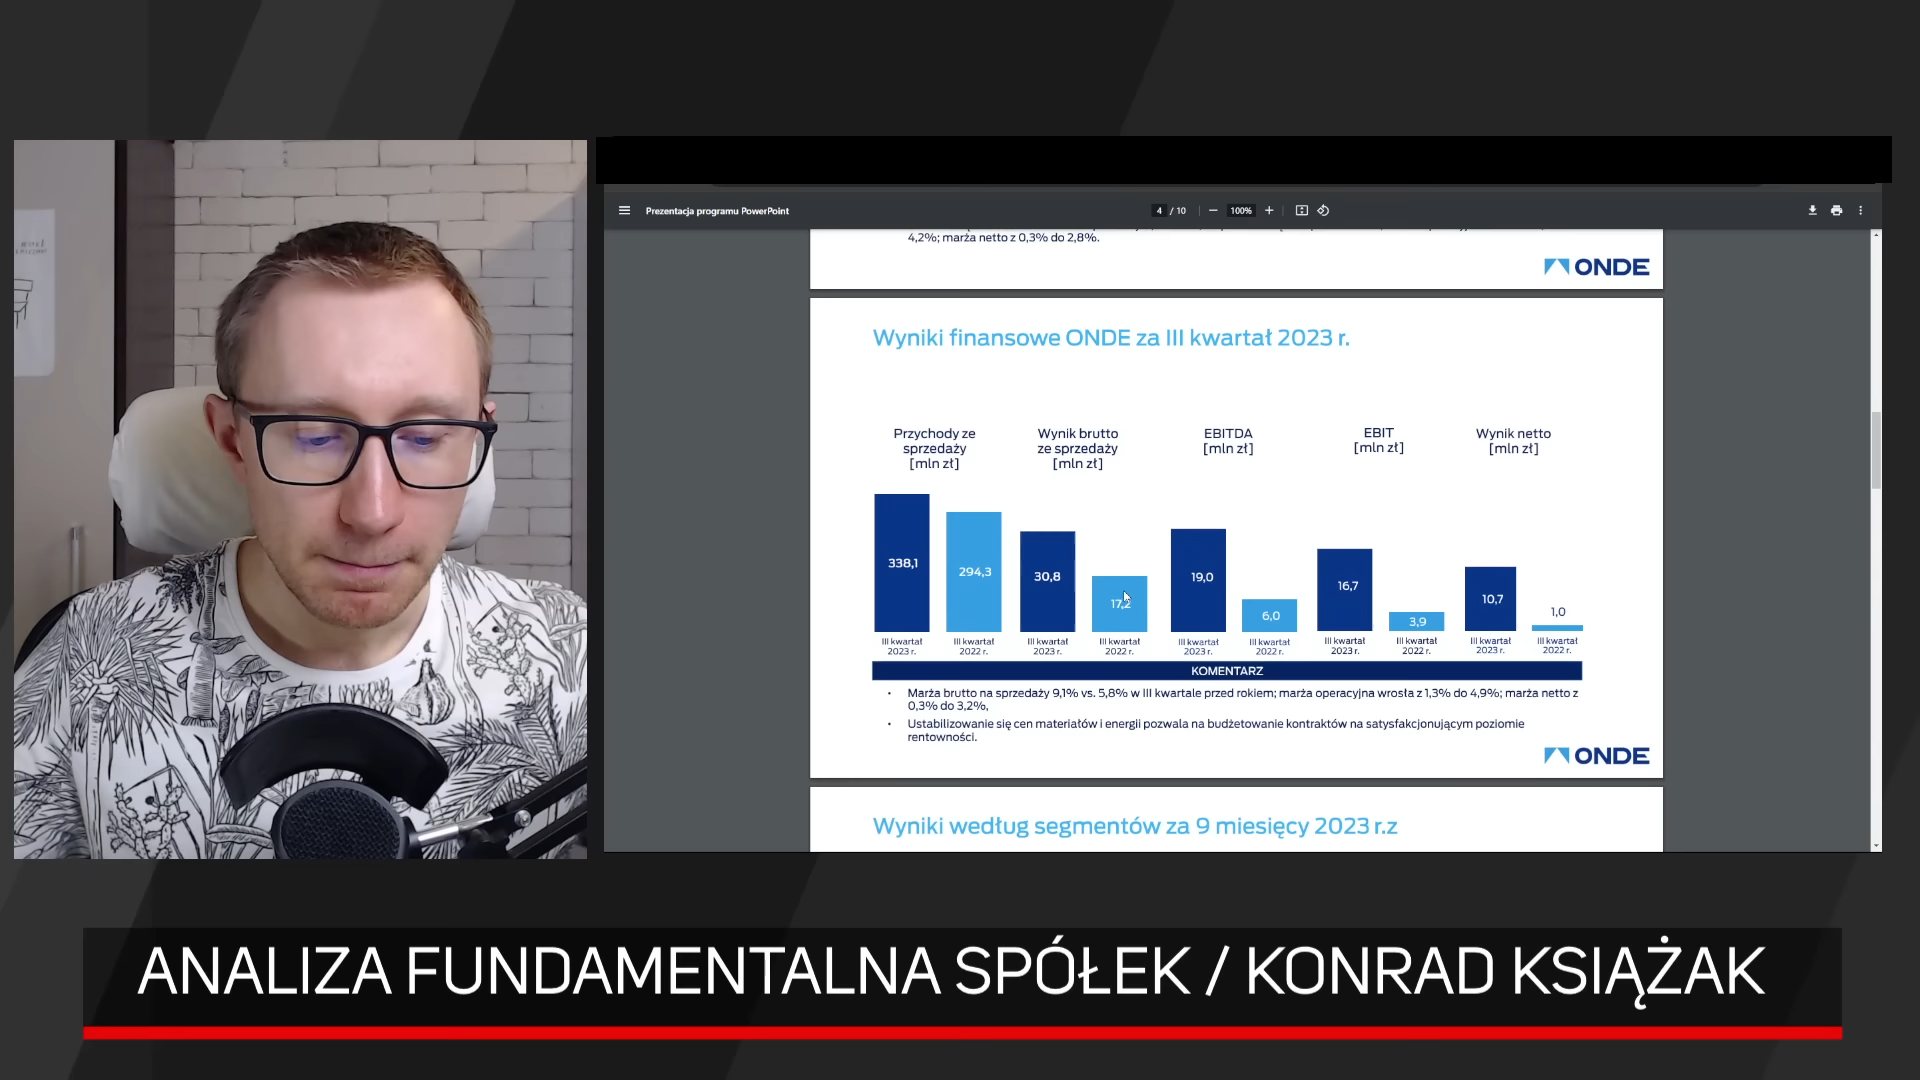 Prezentacja programu PowerPoint
4 / 10
100%
4,2%; marża netto z 0,3% do 2,8%.
ONDE
Wyniki finansowe ONDE za III kwartał 2023 r.
Przychody ze
sprzedaży
[mln zł]
Wynik brutto
ze sprzedaży
[mln zł]
EBITDA
[mln zł]
EBIT
[mln zł]
Wynik netto
[mln zł]
338,1
294,3
30,8
17,2
19,0
6,0
16,7
3,9
10,7
1,0
III kwartał
2023 r.
III kwartał
2022 r.
III kwartał
2023 r.
III kwartał
2022 r.
III kwartał
2023 r.
III kwartał
2022 r.
III kwartał
2023 r.
III kwartał
2022 r.
III kwartał
2023 r.
III kwartał
2022 r.
KOMENTARZ
• Marża brutto na sprzedaży 9,1% vs. 5,8% w III kwartale przed rokiem; marża operacyjna wrosła z 1,3% do 4,9%; marża netto z
0,3% do 3,2%,
• Ustabilizowanie się cen materiałów i energii pozwala na budżetowanie kontraktów na satysfakcjonującym poziomie
rentowności.
ONDE
Wyniki według segmentów za 9 miesięcy 2023 r.z
ANALIZA FUNDAMENTALNA SPÓŁEK / KONRAD KSIĄŻAK